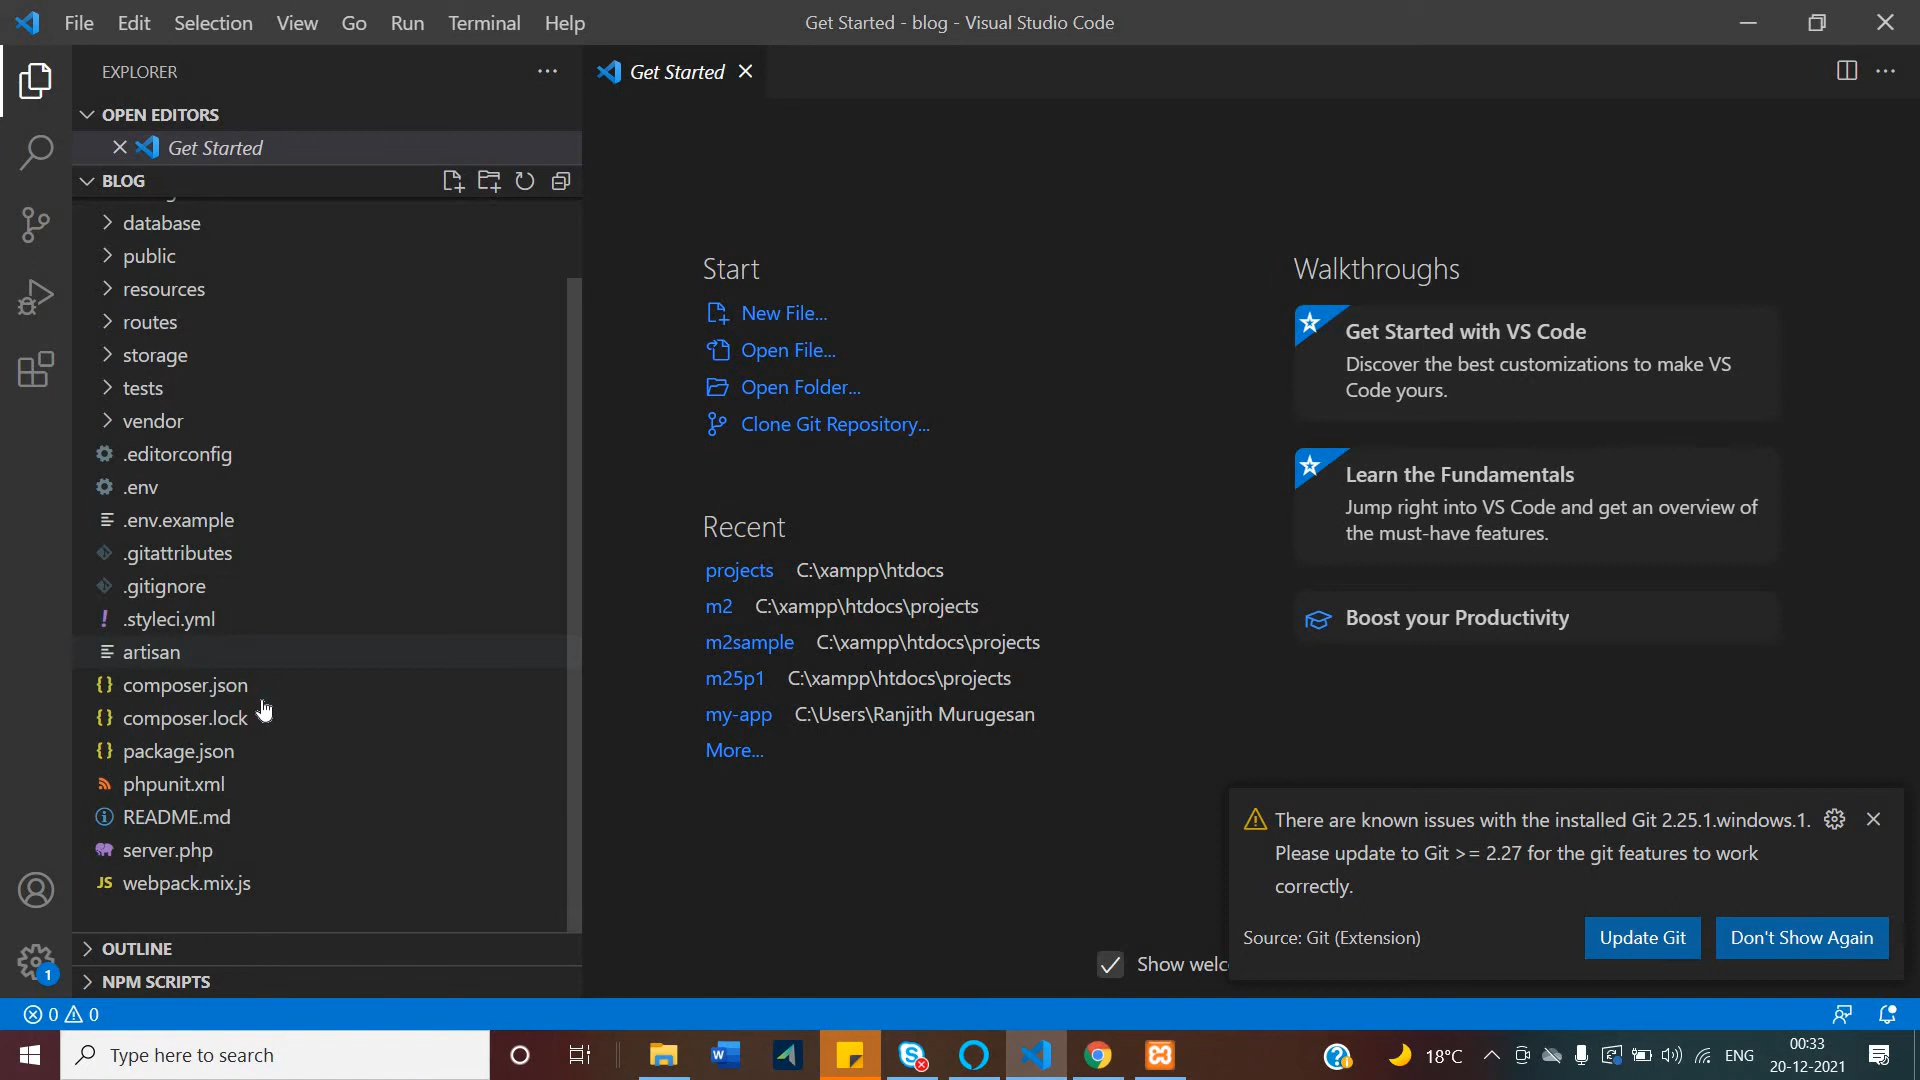 File Edit Selection View Go Run Terminal Help
Get Started - blog - Visual Studio Code
EXPLORER
Get Started
OPEN EDITORS
Get Started
BLOG
database
public
resources
routes
storage
tests
vendor
.editorconfig
.env
.env.example
.gitattributes
.gitignore
! .styleci.yml
artisan
{} composer.json
{} composer.lock
{} package.json
phpunit.xml
README.md
server.php
JS webpack.mix.js
OUTLINE
NPM SCRIPTS
1
Start
New File...
Open File...
Open Folder...
Clone Git Repository...
Recent
projects C:\xampp\htdocs
m2 C:\xampp\htdocs\projects
m2sample C:\xampp\htdocs\projects
m25p1 C:\xampp\htdocs\projects
my-app C:\Users\Ranjith Murugesan
More...
Walkthroughs
Get Started with VS Code
Discover the best customizations to make VS
Code yours.
Learn the Fundamentals
Jump right into VS Code and get an overview of
the must-have features.
Boost your Productivity
There are known issues with the installed Git 2.25.1.windows.1.
Please update to Git >= 2.27 for the git features to work
correctly.
Source: Git (Extension)
Update Git
Don't Show Again
Show
0 0
Type here to search
18°C
ENG
00:33
20-12-2021